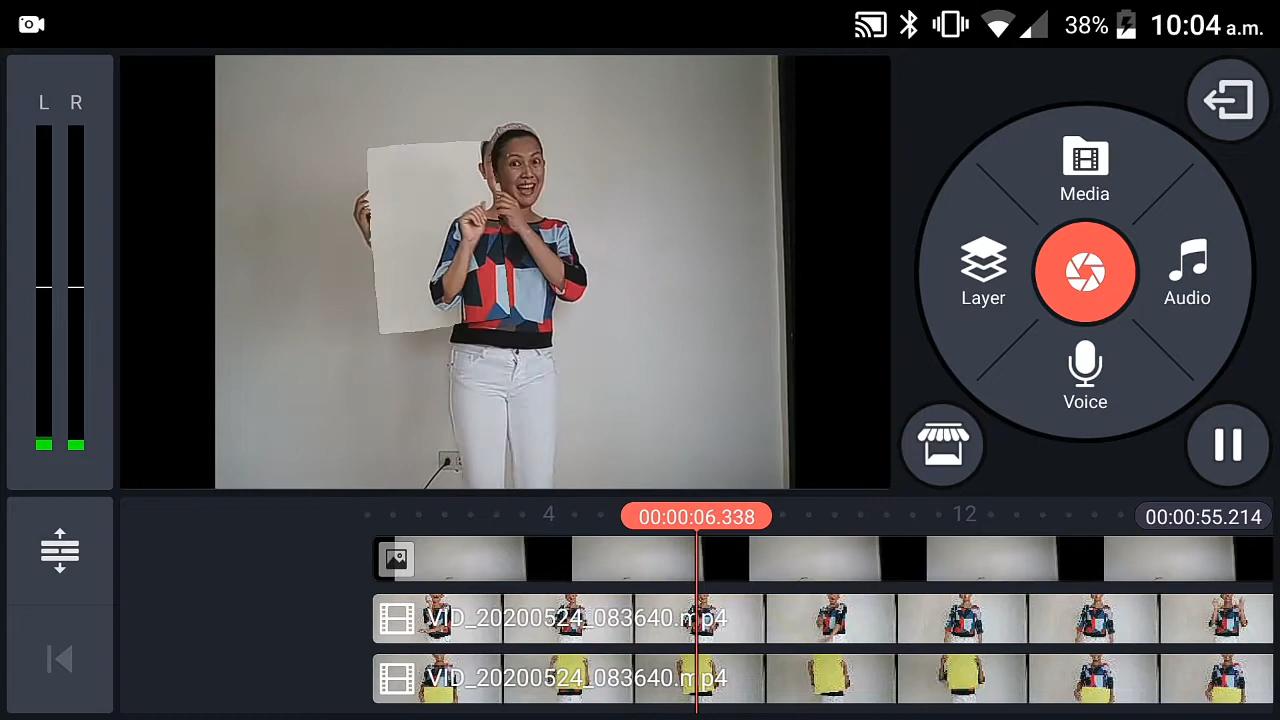 38% 10:04 a.m.
L R
Media
Layer
Audio
Voice
4 00:00:06.338 12 00:00:55.214
VID_20200524_083640.mp4
VID_20200524_083640.mp4